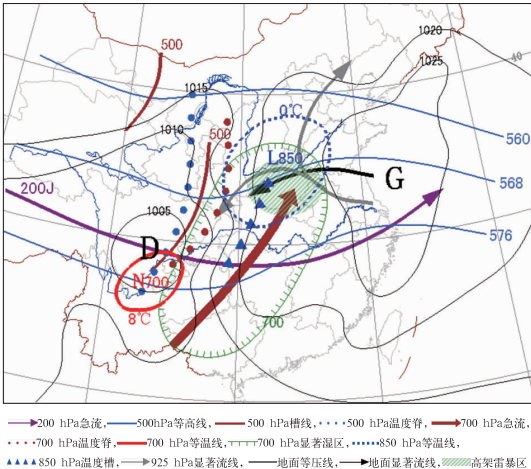 1020
1025
500
40
1015
0℃
1010
500
560
L850
568
G
200J
1005
576
D
N700
8℃
700
200 hPa急流, 500hPa等高线, 500 hPa槽线, 500 hPa温度脊, 700 hPa急流,
700 hPa温度脊, 700 hPa等温线, 700 hPa显著湿区, 850 hPa等温线,
850 hPa温度槽, 925 hPa显著流线, 地面等压线, 地面显著流线, 高架雷暴区